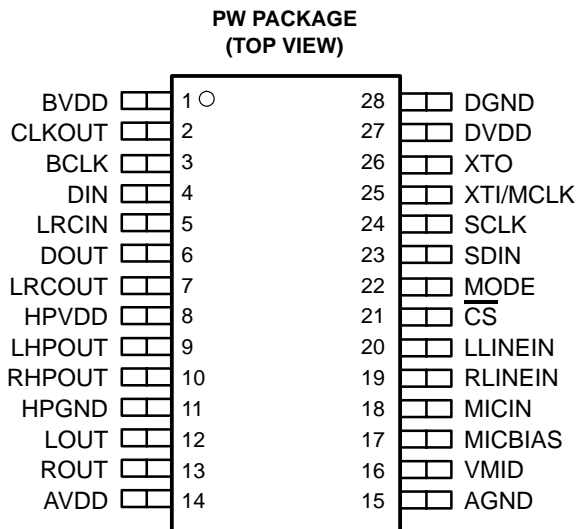 PW PACKAGE
(TOP VIEW)
BVDD 1 28 DGND
CLKOUT 2 27 DVDD
BCLK 3 26 XTO
DIN 4 25 XTI/MCLK
LRCIN 5 24 SCLK
DOUT 6 23 SDIN
LRCOUT 7 22 MODE
HPVDD 8 21 C̅S̅
LHPOUT 9 20 LLINEIN
RHPOUT 10 19 RLINEIN
HPGND 11 18 MICIN
LOUT 12 17 MICBIAS
ROUT 13 16 VMID
AVDD 14 15 AGND